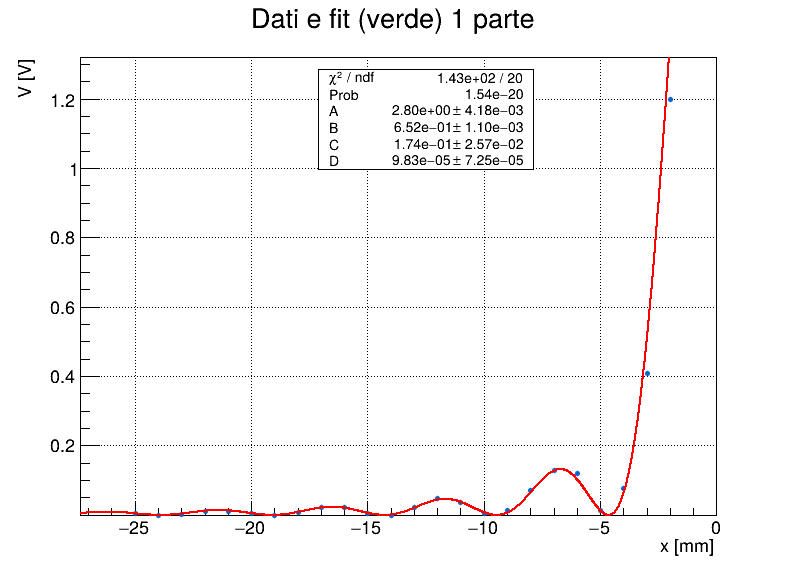 Dati e fit (verde) 1 parte
V [V]
χ² / ndf 1.43e+02 / 20
Prob 1.54e−20
A 2.80e+00 ± 4.18e−03
B 6.52e−01 ± 1.10e−03
C 1.74e−01 ± 2.57e−02
D 9.83e−05 ± 7.25e−05
1.2
1
0.8
0.6
0.4
0.2
−25 −20 −15 −10 −5 0
x [mm]